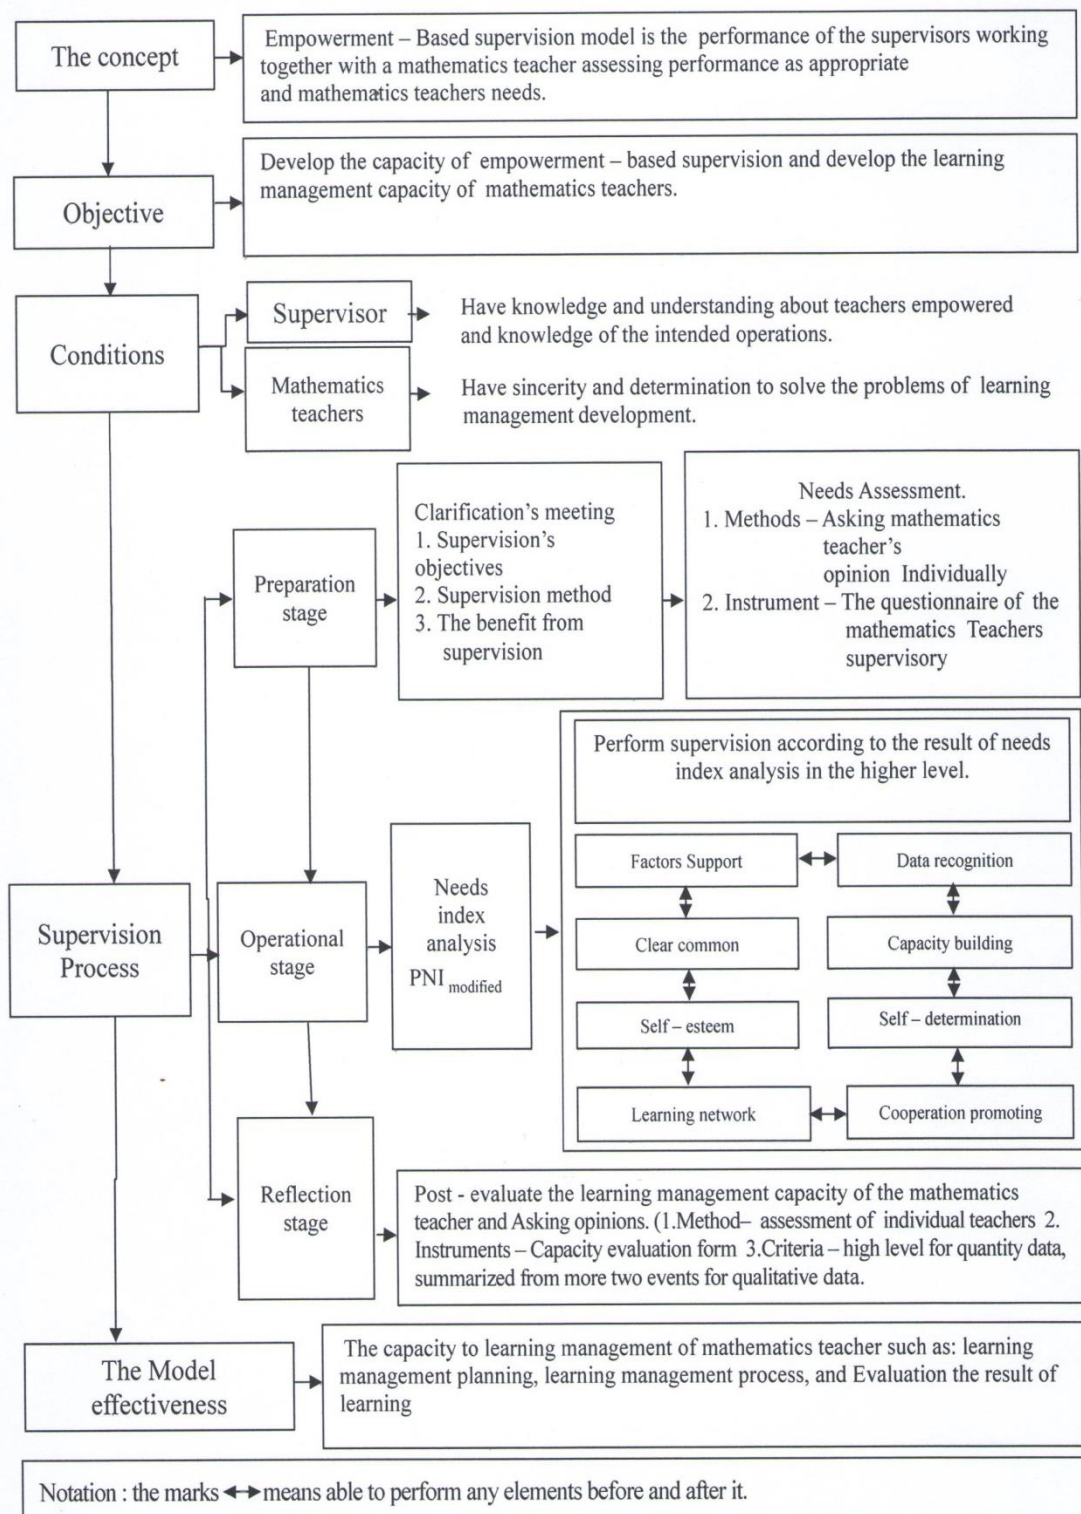 The concept
Empowerment – Based supervision model is the performance of the supervisors working
together with a mathematics teacher assessing performance as appropriate
and mathematics teachers needs.
Objective
Develop the capacity of empowerment – based supervision and develop the learning
management capacity of mathematics teachers.
Conditions
Supervisor
Have knowledge and understanding about teachers empowered
and knowledge of the intended operations.
Mathematics
teachers
Have sincerity and determination to solve the problems of learning
management development.
Preparation
stage
Clarification's meeting
1. Supervision's
objectives
2. Supervision method
3. The benefit from
supervision
Needs Assessment.
1. Methods – Asking mathematics
teacher's
opinion Individually
2. Instrument – The questionnaire of the
mathematics Teachers
supervisory
Supervision
Process
Operational
stage
Needs
index
analysis
PNI modified
Perform supervision according to the result of needs
index analysis in the higher level.
Factors Support
Data recognition
Clear common
Capacity building
Self – esteem
Self – determination
Learning network
Cooperation promoting
Reflection
stage
Post - evaluate the learning management capacity of the mathematics
teacher and Asking opinions. (1.Method– assessment of individual teachers 2.
Instruments – Capacity evaluation form 3.Criteria – high level for quantity data,
summarized from more two events for qualitative data.
The Model
effectiveness
The capacity to learning management of mathematics teacher such as: learning
management planning, learning management process, and Evaluation the result of
learning
Notation : the marks ↔ means able to perform any elements before and after it.